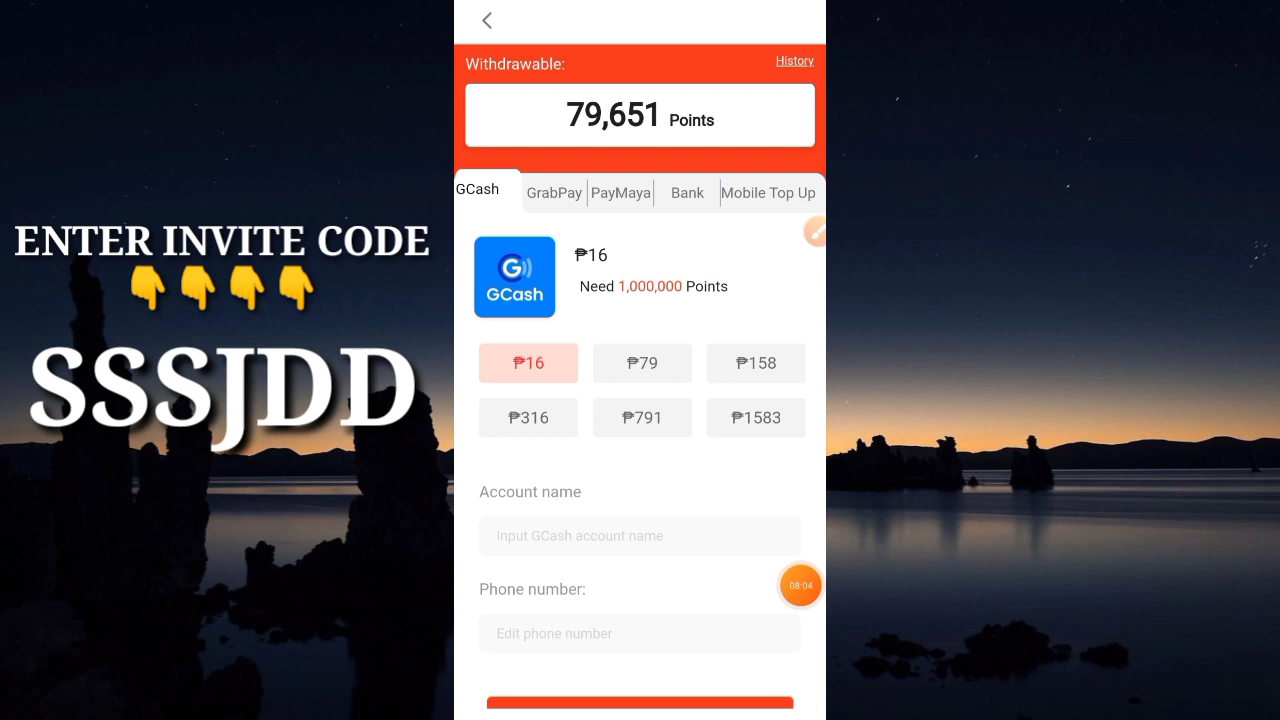 ENTER INVITE CODE
👇👇👇👇
SSSJDD
Withdrawable:
History
79,651 Points
GCash
GrabPay
PayMaya
Bank
Mobile Top Up
GCash
₱16
Need 1,000,000 Points
₱16
₱79
₱158
₱316
₱791
₱1583
Account name
Input GCash account name
Phone number:
08:04
Edit phone number